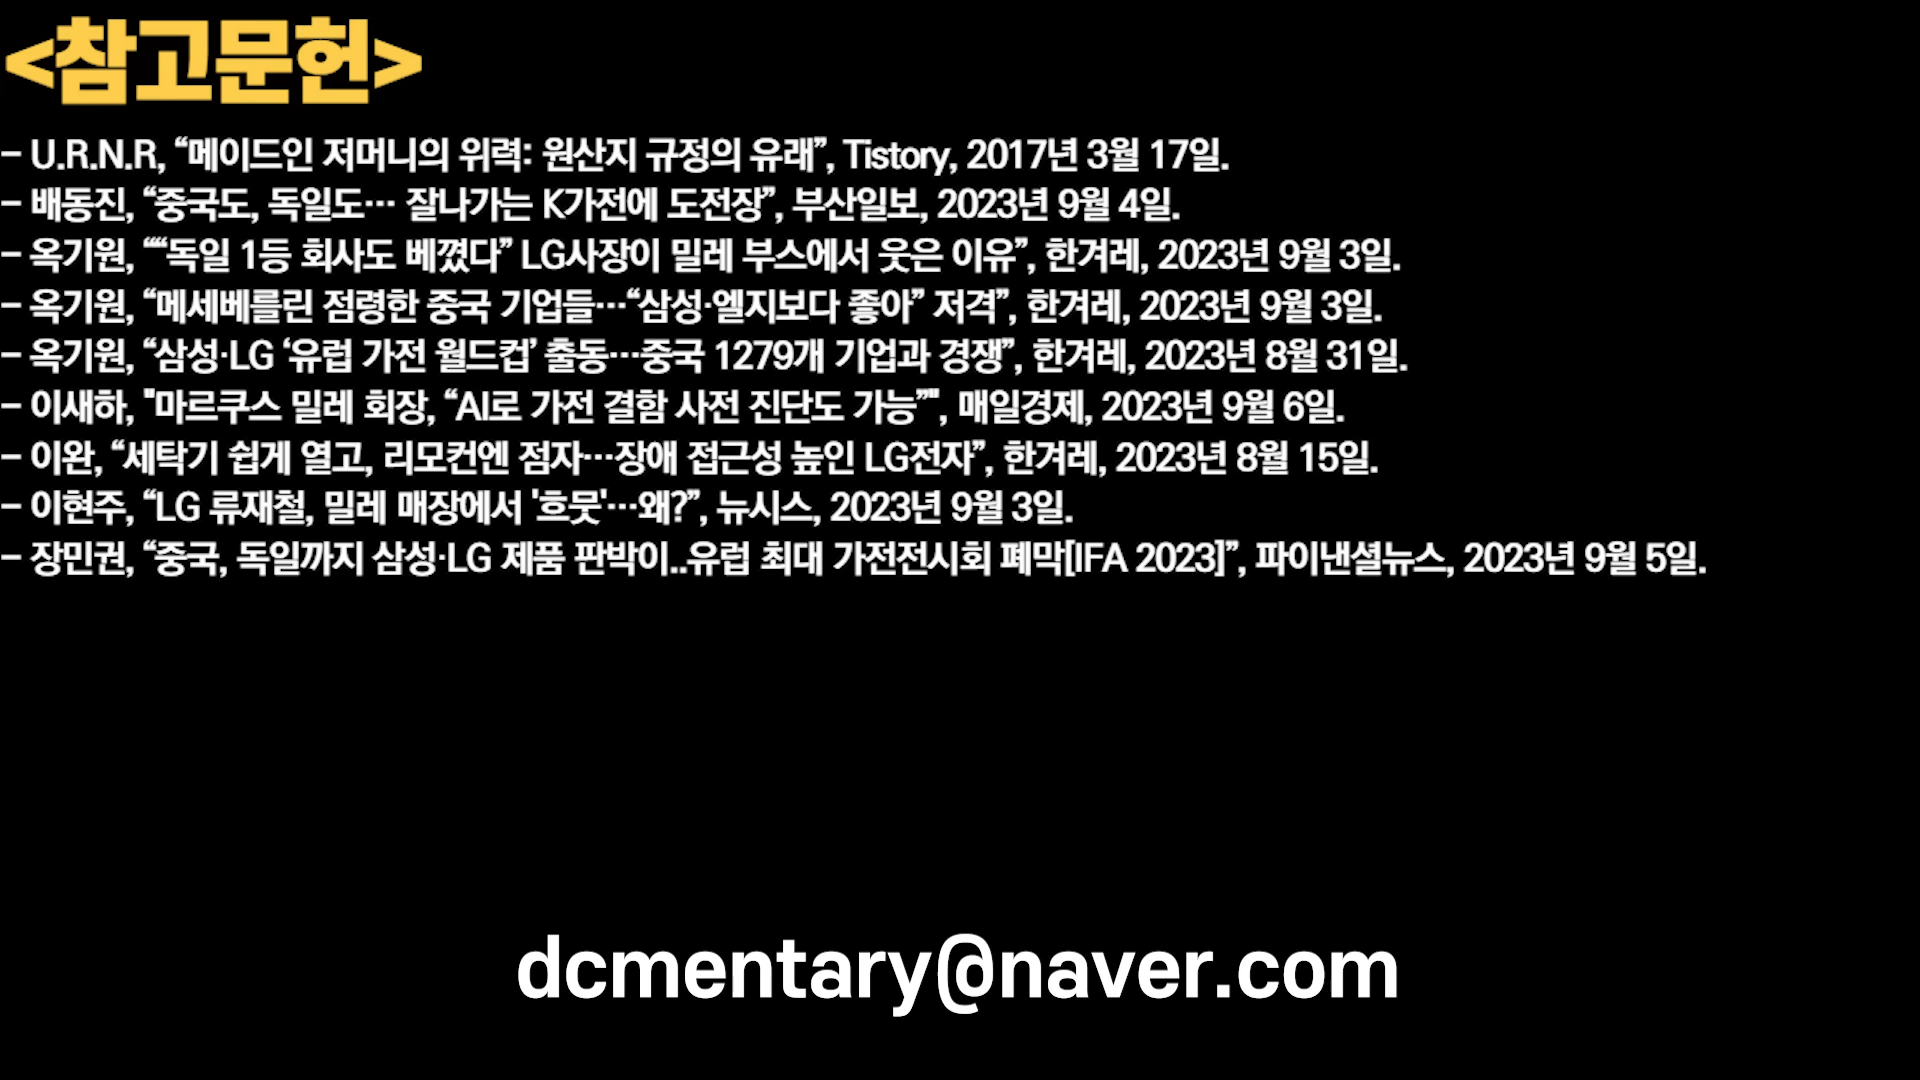 <참고문헌>
- U.R.N.R, “메이드인 저머니의 위력: 원산지 규정의 유래”, Tistory, 2017년 3월 17일.
- 배동진, “중국도, 독일도… 잘나가는 K가전에 도전장”, 부산일보, 2023년 9월 4일.
- 옥기원, ““독일 1등 회사도 베꼈다” LG사장이 밀레 부스에서 웃은 이유”, 한겨레, 2023년 9월 3일.
- 옥기원, “메세베를린 점령한 중국 기업들…“삼성·엘지보다 좋아” 저격”, 한겨레, 2023년 9월 3일.
- 옥기원, “삼성·LG ‘유럽 가전 월드컵’ 출동…중국 1279개 기업과 경쟁”, 한겨레, 2023년 8월 31일.
- 이새하, "마르쿠스 밀레 회장, “AI로 가전 결함 사전 진단도 가능”", 매일경제, 2023년 9월 6일.
- 이완, “세탁기 쉽게 열고, 리모컨엔 점자…장애 접근성 높인 LG전자”, 한겨레, 2023년 8월 15일.
- 이현주, “LG 류재철, 밀레 매장에서 '흐뭇'…왜?”, 뉴시스, 2023년 9월 3일.
- 장민권, “중국, 독일까지 삼성·LG 제품 판박이..유럽 최대 가전전시회 폐막[IFA 2023]”, 파이낸셜뉴스, 2023년 9월 5일.
dcmentary@naver.com